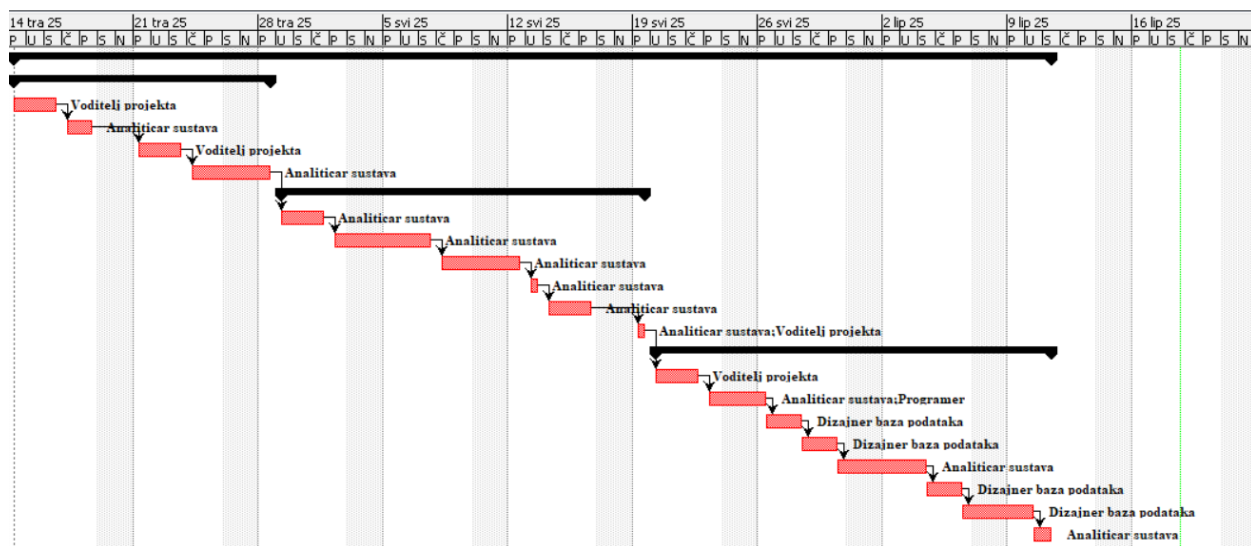 14 tra 25 21 tra 25 28 tra 25 5 svi 25 12 svi 25 19 svi 25 26 svi 25 2 lip 25 9 lip 25 16 lip 25
P U S Č P S N P U S Č P S N P U S Č P S N P U S Č P S N P U S Č P S N P U S Č P S N P U S Č P S N P U S Č P S N P U S Č P S N P U S Č P S N
Voditelj projekta
Analiticar sustava
Voditelj projekta
Analiticar sustava
Analiticar sustava
Analiticar sustava
Analiticar sustava
Analiticar sustava
Analiticar sustava
Analiticar sustava;Voditelj projekta
Voditelj projekta
Analiticar sustava;Programer
Dizajner baza podataka
Dizajner baza podataka
Analiticar sustava
Dizajner baza podataka
Dizajner baza podataka
Analiticar sustava